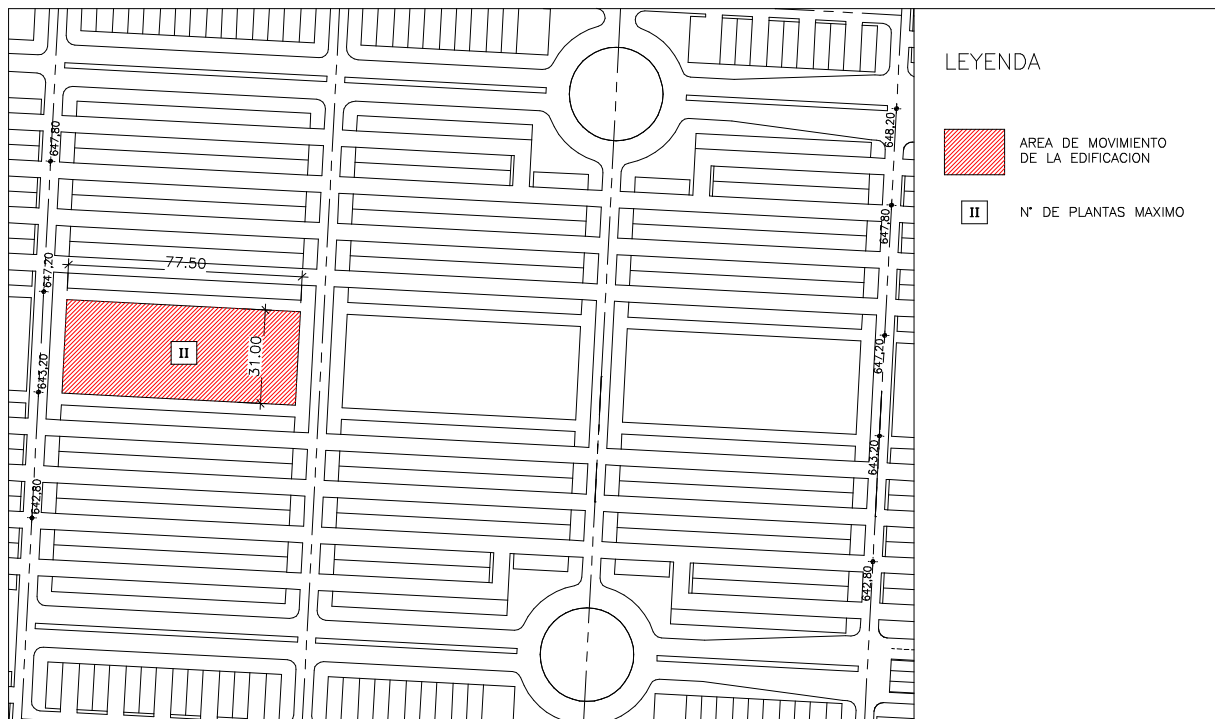 LEYENDA
AREA DE MOVIMIENTO
DE LA EDIFICACION
II
N° DE PLANTAS MAXIMO
647,80
647,20
643,20
642,80
77.50
31.00
II
648,20
647,80
647,20
643,20
642,80